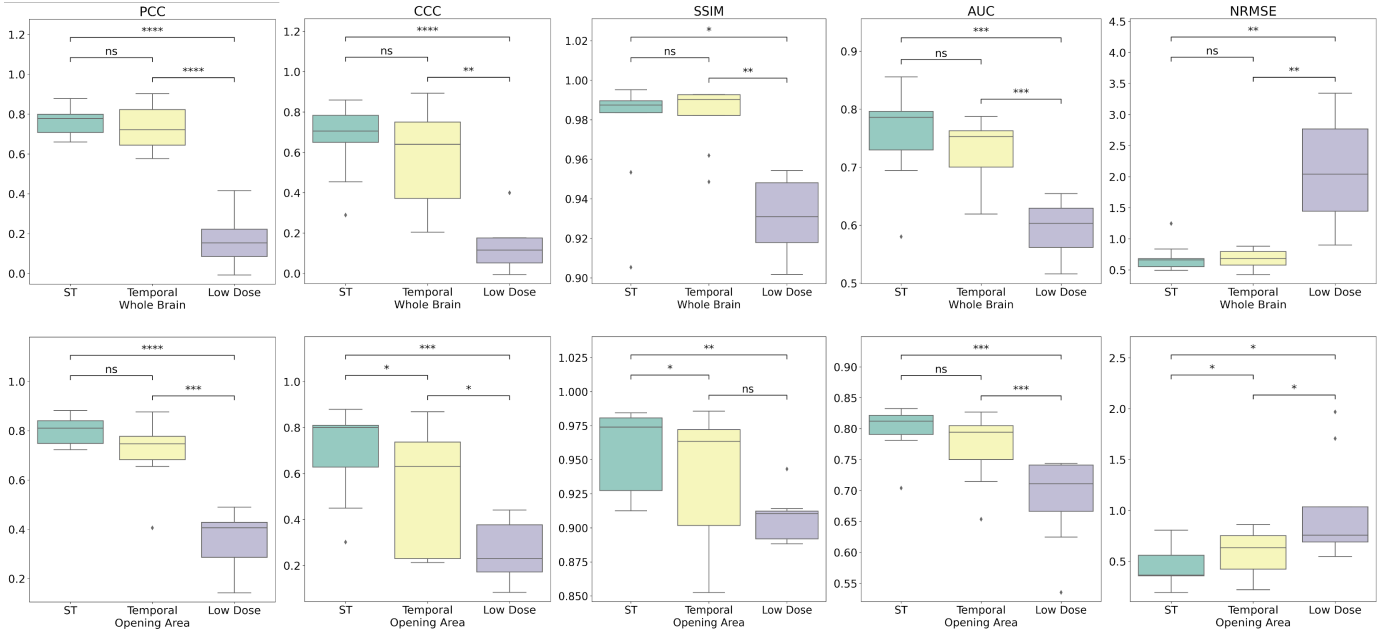 PCC CCC SSIM AUC NRMSE
1.2 1.0 0.8 0.6 0.4 0.2 0.0
**** ns ****
ST Temporal Low Dose
Whole Brain
1.2 1.0 0.8 0.6 0.4 0.2 0.0
**** ns **
ST Temporal Low Dose
Whole Brain
1.02 1.00 0.98 0.96 0.94 0.92 0.90
* ns **
ST Temporal Low Dose
Whole Brain
0.9 0.8 0.7 0.6 0.5
*** ns ***
ST Temporal Low Dose
Whole Brain
4.5 4.0 3.5 3.0 2.5 2.0 1.5 1.0 0.5
** ns **
ST Temporal Low Dose
Whole Brain
1.0 0.8 0.6 0.4 0.2
**** ns ***
ST Temporal Low Dose
Opening Area
1.0 0.8 0.6 0.4 0.2
*** * *
ST Temporal Low Dose
Opening Area
1.025 1.000 0.975 0.950 0.925 0.900 0.875 0.850
** * ns
ST Temporal Low Dose
Opening Area
0.90 0.85 0.80 0.75 0.70 0.65 0.60 0.55
*** ns ***
ST Temporal Low Dose
Opening Area
2.5 2.0 1.5 1.0 0.5
* * *
ST Temporal Low Dose
Opening Area